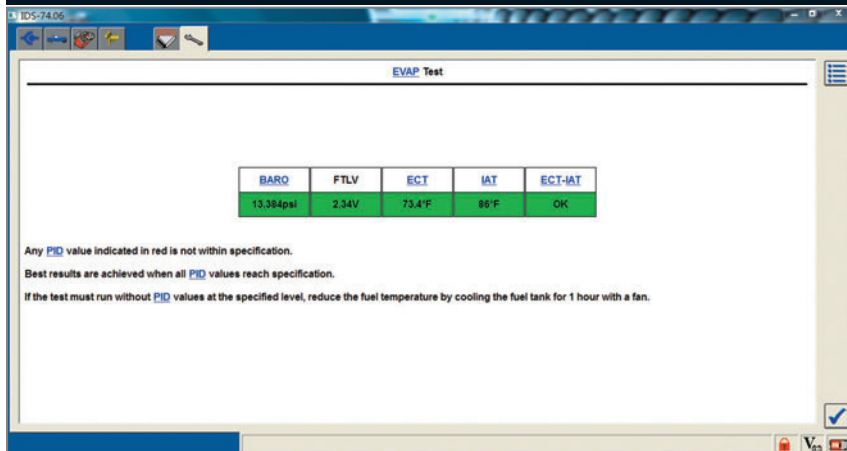 IDS-74.06
EVAP Test
BARO FTLV ECT IAT ECT-IAT
13.384psi 2.34V 73.4°F 86°F OK
Any PID value indicated in red is not within specification.
Best results are achieved when all PID values reach specification.
If the test must run without PID values at the specified level, reduce the fuel temperature by cooling the fuel tank for 1 hour with a fan.